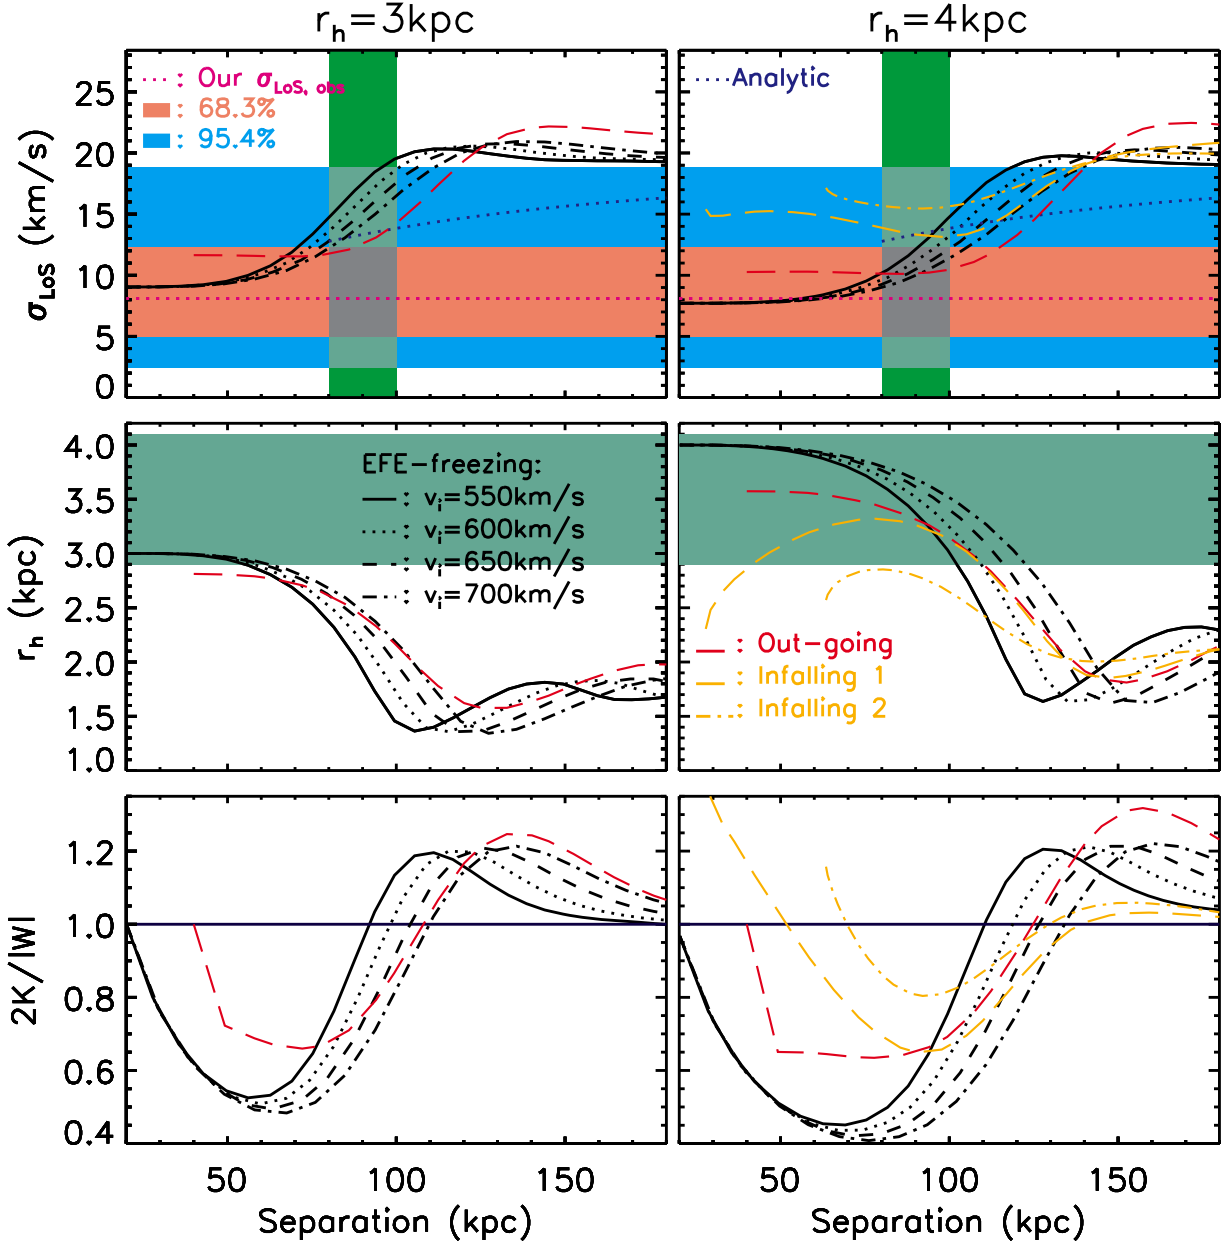 r_h=3kpc
r_h=4kpc
: Our σ_LoS, obs
: 68.3%
: 95.4%
Analytic
25
20
15
10
5
0
σ_LoS (km/s)
4.0
3.5
3.0
2.5
2.0
1.5
1.0
r_h (kpc)
EFE-freezing:
: v_i=550km/s
: v_i=600km/s
: v_i=650km/s
: v_i=700km/s
: Out-going
: Infalling 1
: Infalling 2
1.2
1.0
0.8
0.6
0.4
2K/|W|
50 100 150
50 100 150
Separation (kpc)
Separation (kpc)